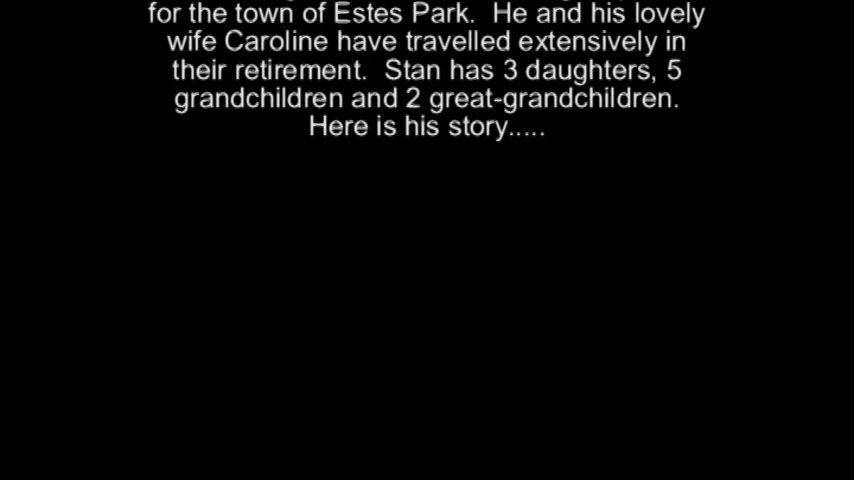 for the town of Estes Park.  He and his lovely
wife Caroline have travelled extensively in
their retirement.  Stan has 3 daughters, 5
grandchildren and 2 great-grandchildren.
Here is his story.....